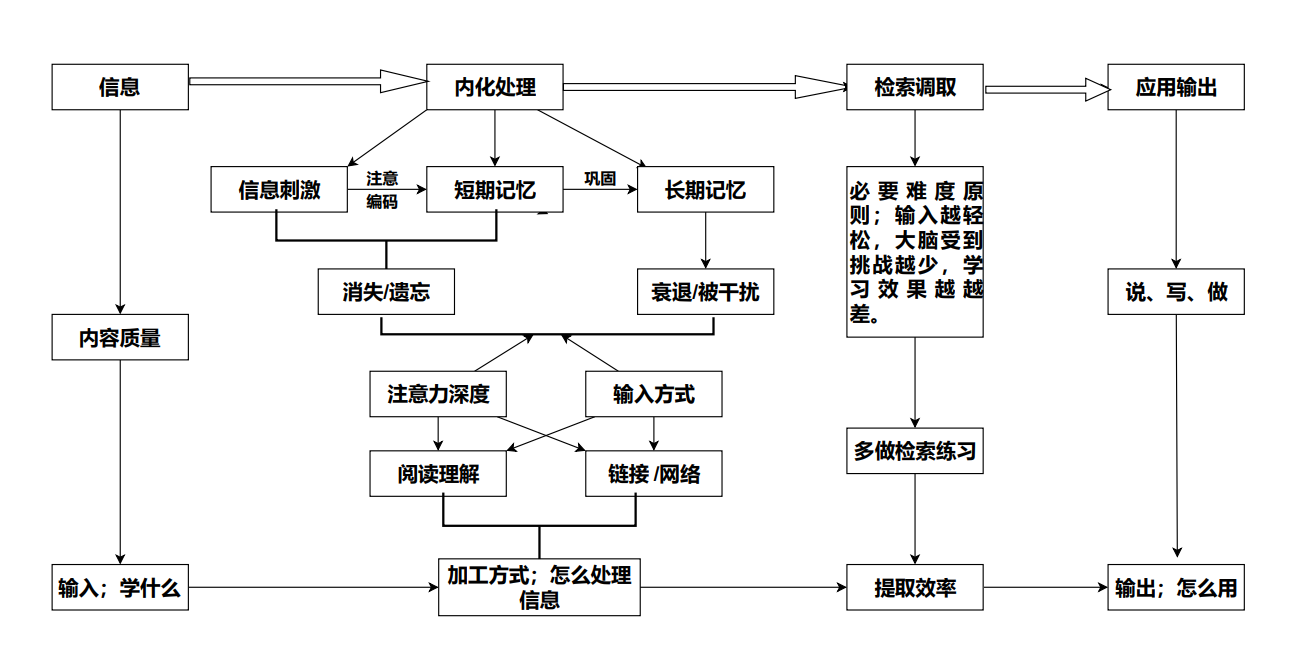 信息
内化处理
检索调取
应用输出
信息刺激
注意
编码
短期记忆
巩固
长期记忆
必要难度原
则；输入越轻
松，大脑受到
挑战越少，学
习效果越越
差。
消失/遗忘
衰退/被干扰
说、写、做
内容质量
注意力深度
输入方式
多做检索练习
阅读理解
链接 /网络
输入；学什么
加工方式；怎么处理
信息
提取效率
输出；怎么用